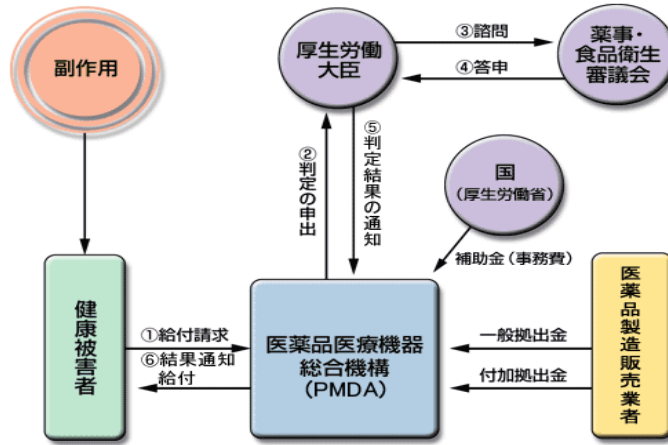 副作用
厚生労働
大臣
③諮問
④答申
薬事・
食品衛生
審議会
②判定の申出
⑤判定結果の通知
国
(厚生労働省)
補助金(事務費)
健康被害者
①給付請求
⑥結果通知
給付
医薬品医療機器
総合機構
(PMDA)
一般拠出金
付加拠出金
医薬品製造販売業者